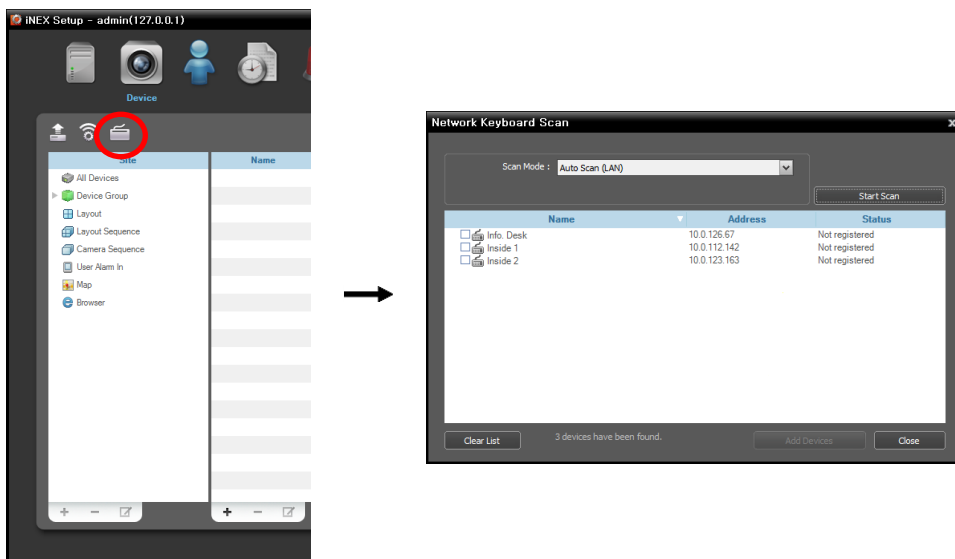 iNEX Setup - admin(127.0.0.1)
Device
Site
Name
All Devices
Device Group
Layout
Layout Sequence
Camera Sequence
User Alarm In
Map
Browser
Network Keyboard Scan
Scan Mode : Auto Scan (LAN)
Start Scan
Name Address Status
Info. Desk 10.0.126.67 Not registered
Inside 1 10.0.112.142 Not registered
Inside 2 10.0.123.163 Not registered
Clear List 3 devices have been found. Add Devices Close